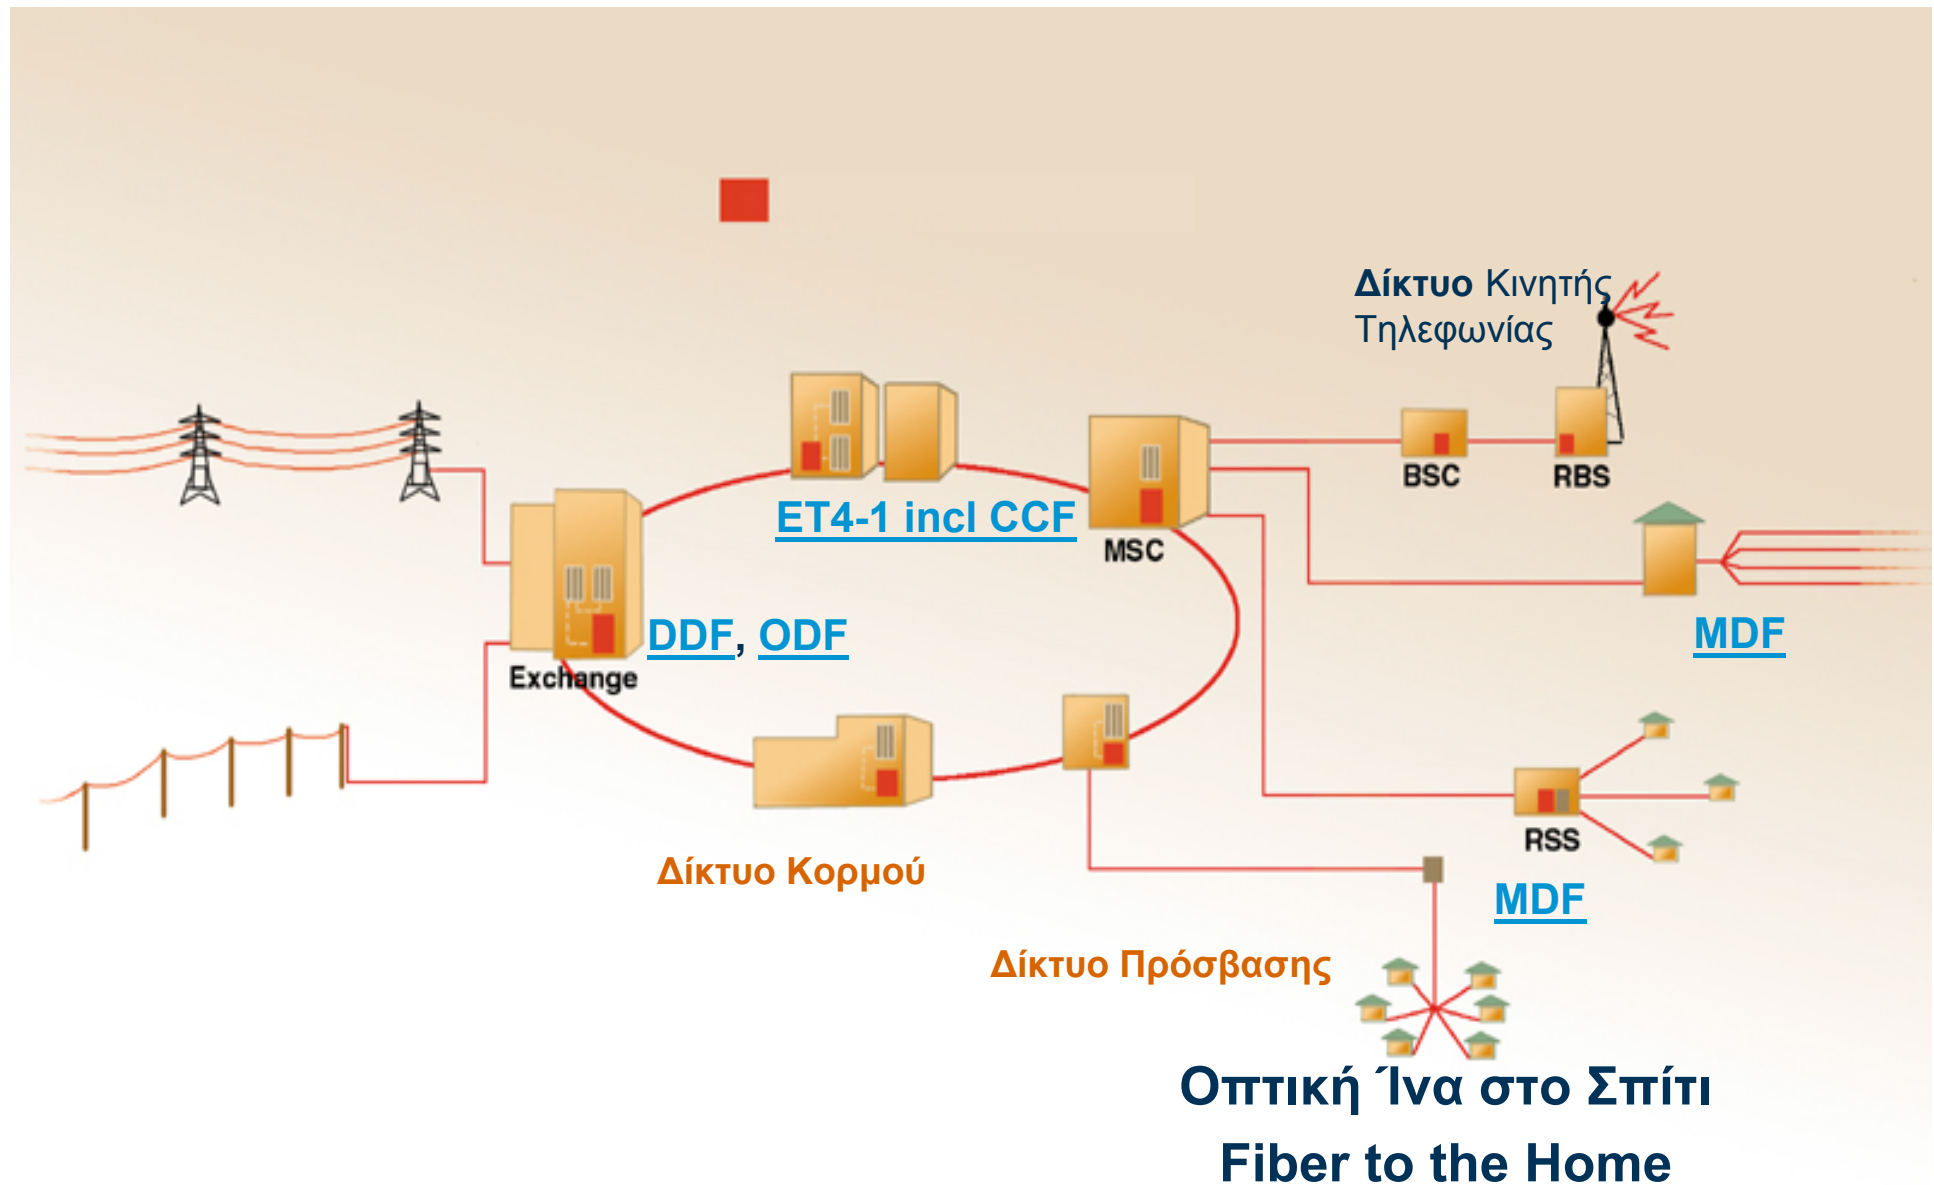 Δίκτυο Κινητής
Τηλεφωνίας
BSC
RBS
ET4-1 incl CCF
MSC
DDF, ODF
MDF
Exchange
RSS
Δίκτυο Κορμού
MDF
Δίκτυο Πρόσβασης
Οπτική Ίνα στο Σπίτι
Fiber to the Home